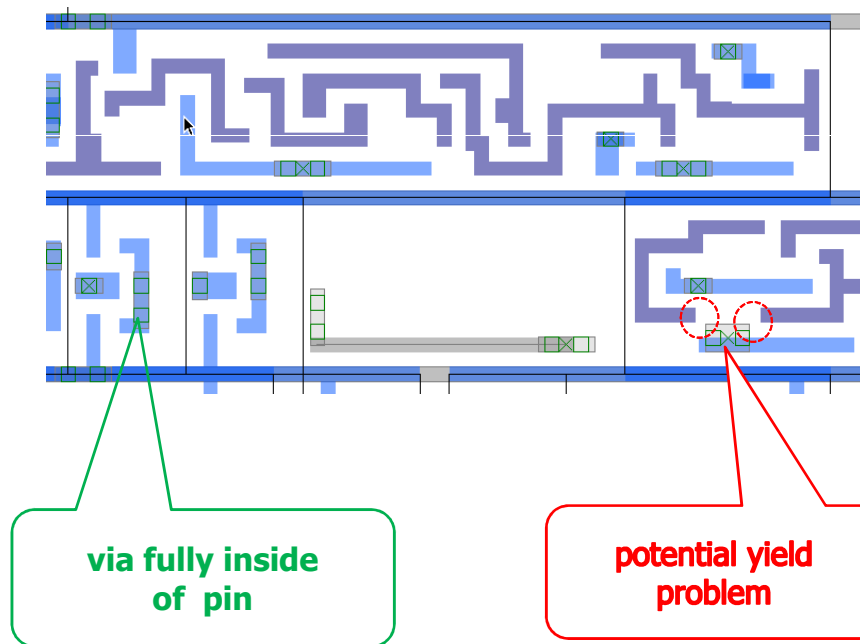 via fully inside
of pin
potential yield
problem